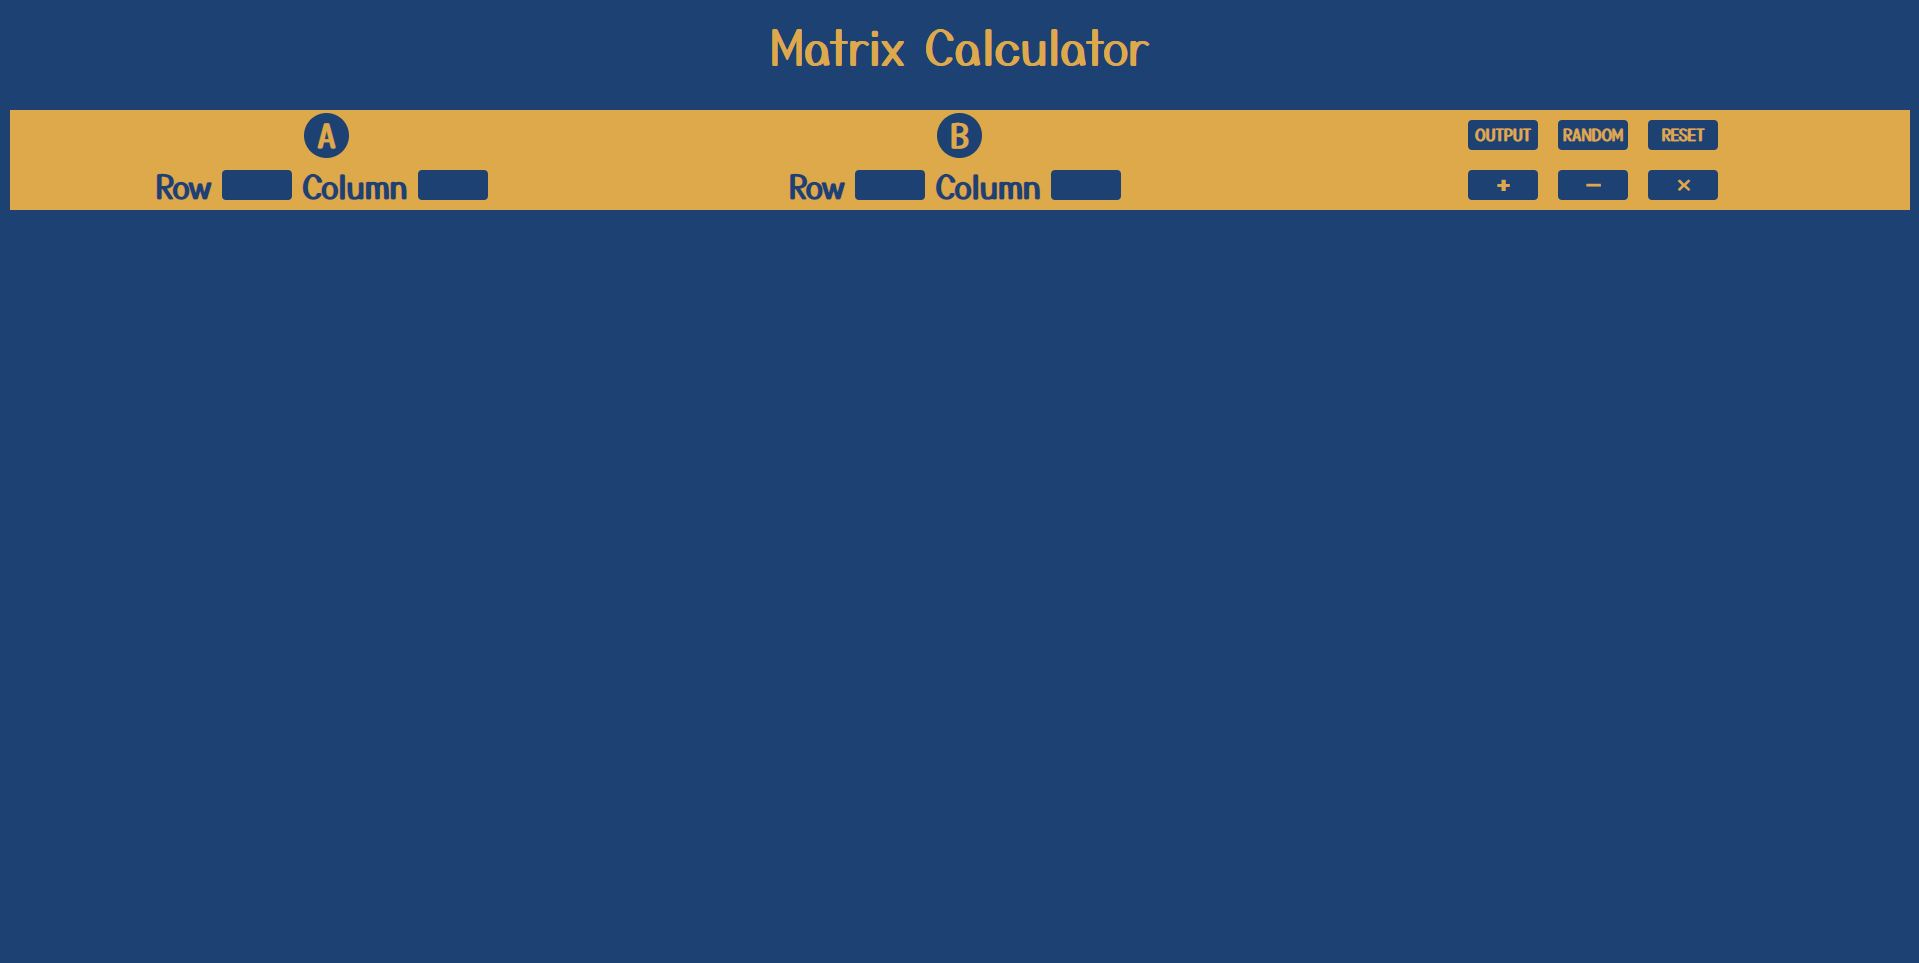 Matrix Calculator
A
Row Column
B
Row Column
OUTPUT RANDOM RESET
+ − ×